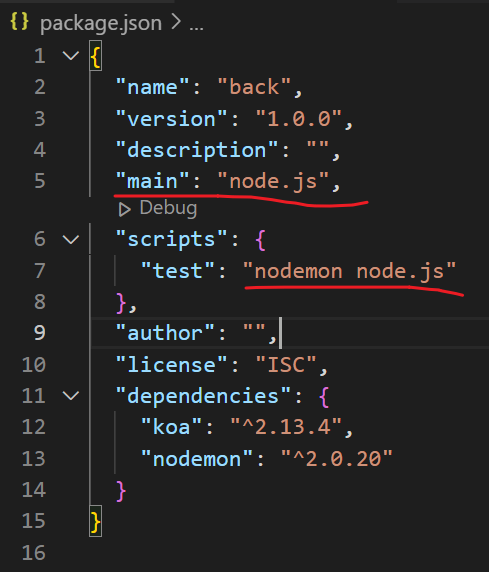 {} package.json > ...
1 {
2 "name": "back",
3 "version": "1.0.0",
4 "description": "",
5 "main": "node.js",
Debug
6 "scripts": {
7 "test": "nodemon node.js"
8 },
9 "author": "",
10 "license": "ISC",
11 "dependencies": {
12 "koa": "^2.13.4",
13 "nodemon": "^2.0.20"
14 }
15 }
16